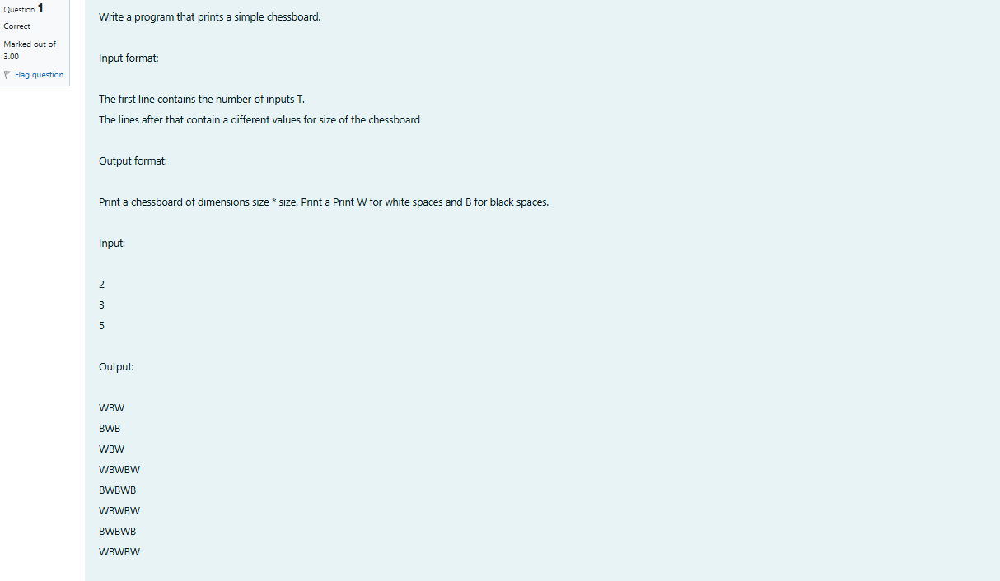 Question 1
Correct
Marked out of
3.00
Flag question
Write a program that prints a simple chessboard.
Input format:
The first line contains the number of inputs T.
The lines after that contain a different values for size of the chessboard
Output format:
Print a chessboard of dimensions size * size. Print a Print W for white spaces and B for black spaces.
Input:
2
3
5
Output:
WBW
BWB
WBW
WBWBW
BWBWB
WBWBW
BWBWB
WBWBW